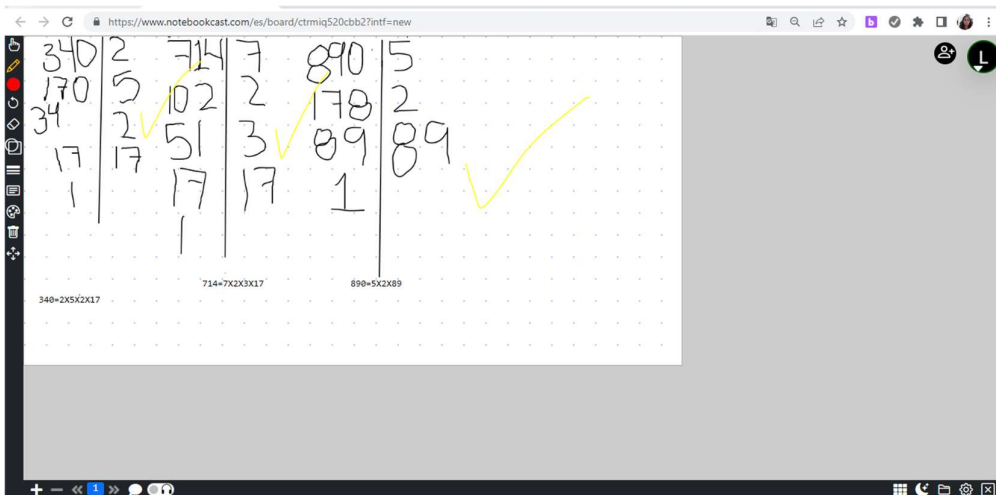 https://www.notebookcast.com/es/board/ctrmiq520cbb2?intf=new
L
340 2 714 7 890 5
170 5 102 2 178 2
34 2 51 3 89 89
17 17 17 17 1
1 1
714=7X2X3X17 890=5X2X89
340=2X5X2X17
1